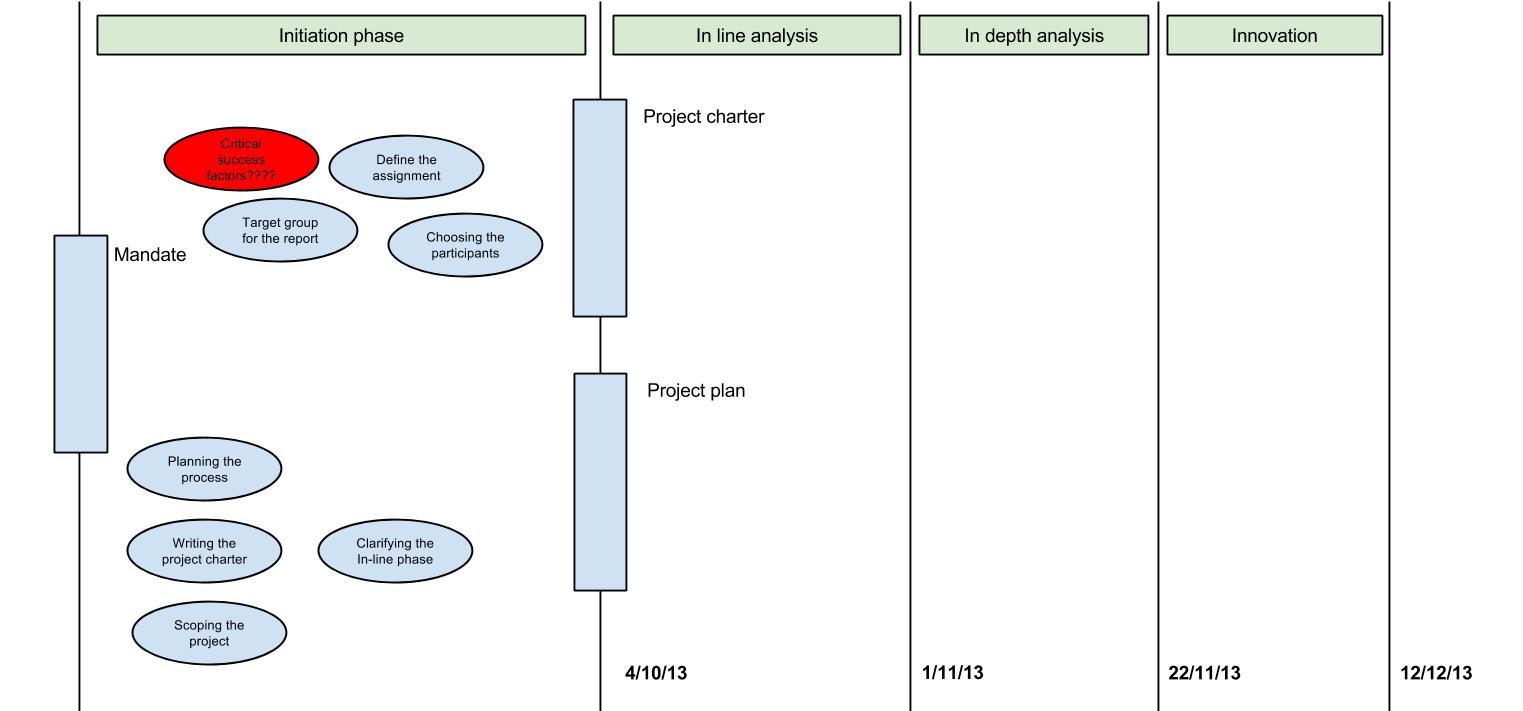 Initiation phase
In line analysis
In depth analysis
Innovation
Project charter
Critical
success
factors????
Define the
assignment
Target group
for the report
Choosing the
participants
Mandate
Project plan
Planning the
process
Writing the
project charter
Clarifying the
In-line phase
Scoping the
project
4/10/13
1/11/13
22/11/13
12/12/13